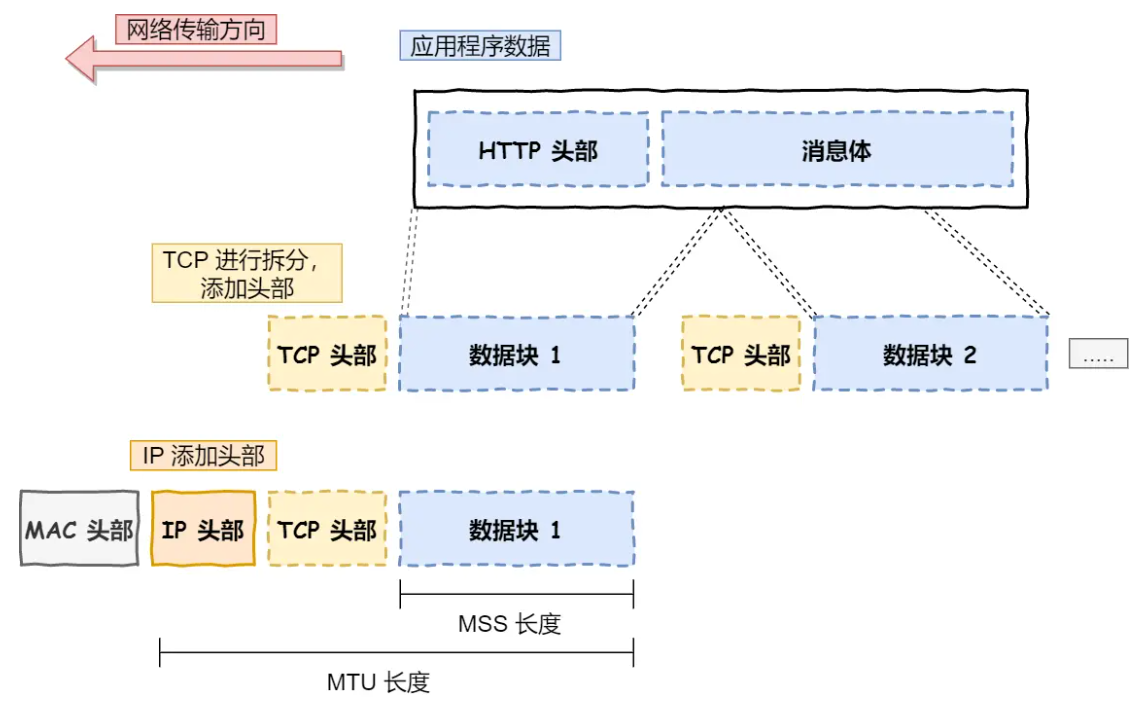 网络传输方向
应用程序数据
HTTP 头部
消息体
TCP 进行拆分，
添加头部
TCP 头部
数据块 1
TCP 头部
数据块 2
.....
IP 添加头部
MAC 头部
IP 头部
TCP 头部
数据块 1
MSS 长度
MTU 长度